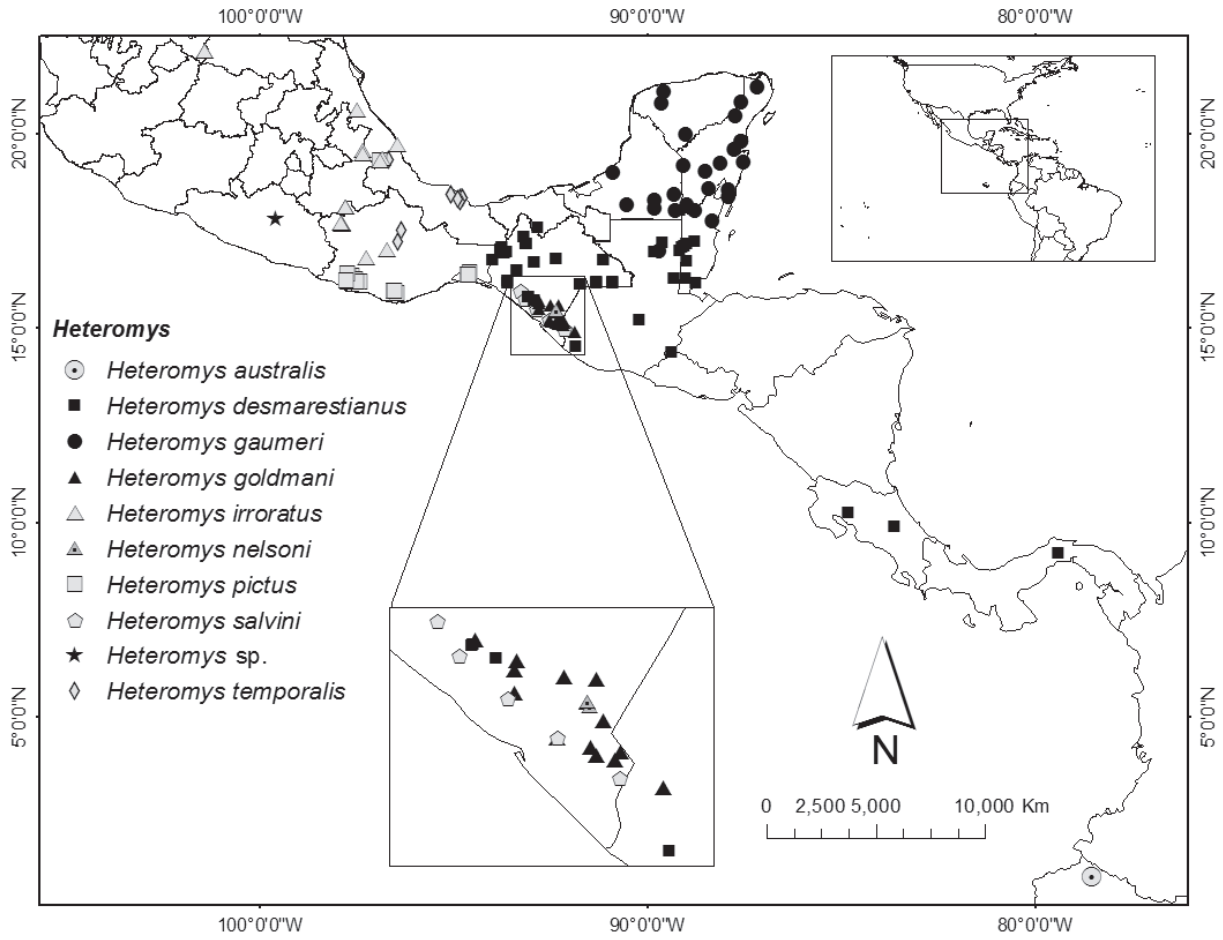 100°0'0"W 90°0'0"W 80°0'0"W
20°0'0"N 20°0'0"N
15°0'0"N 15°0'0"N
10°0'0"N 10°0'0"N
5°0'0"N 5°0'0"N
Heteromys
Heteromys australis
Heteromys desmarestianus
Heteromys gaumeri
Heteromys goldmani
Heteromys irroratus
Heteromys nelsoni
Heteromys pictus
Heteromys salvini
Heteromys sp.
Heteromys temporalis
N
0 2,500 5,000 10,000 Km
100°0'0"W 90°0'0"W 80°0'0"W